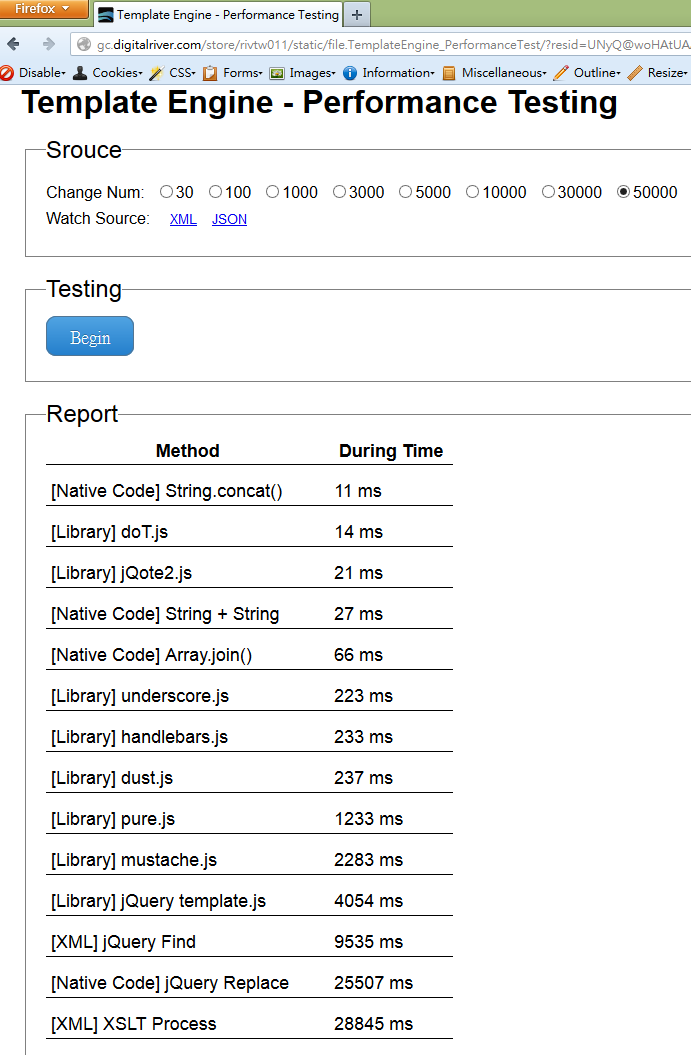 Firefox
Template Engine - Performance Testing
gc.digitalriver.com/store/rivtw011/static/file.TemplateEngine_PerformanceTest/?resid=UNyQ@woHAtUA
Disable Cookies CSS Forms Images Information Miscellaneous Outline Resize
Template Engine - Performance Testing
Srouce
Change Num: 30 100 1000 3000 5000 10000 30000 50000
Watch Source: XML JSON
Testing
Begin
Report
Method During Time
[Native Code] String.concat() 11 ms
[Library] doT.js 14 ms
[Library] jQote2.js 21 ms
[Native Code] String + String 27 ms
[Native Code] Array.join() 66 ms
[Library] underscore.js 223 ms
[Library] handlebars.js 233 ms
[Library] dust.js 237 ms
[Library] pure.js 1233 ms
[Library] mustache.js 2283 ms
[Library] jQuery template.js 4054 ms
[XML] jQuery Find 9535 ms
[Native Code] jQuery Replace 25507 ms
[XML] XSLT Process 28845 ms